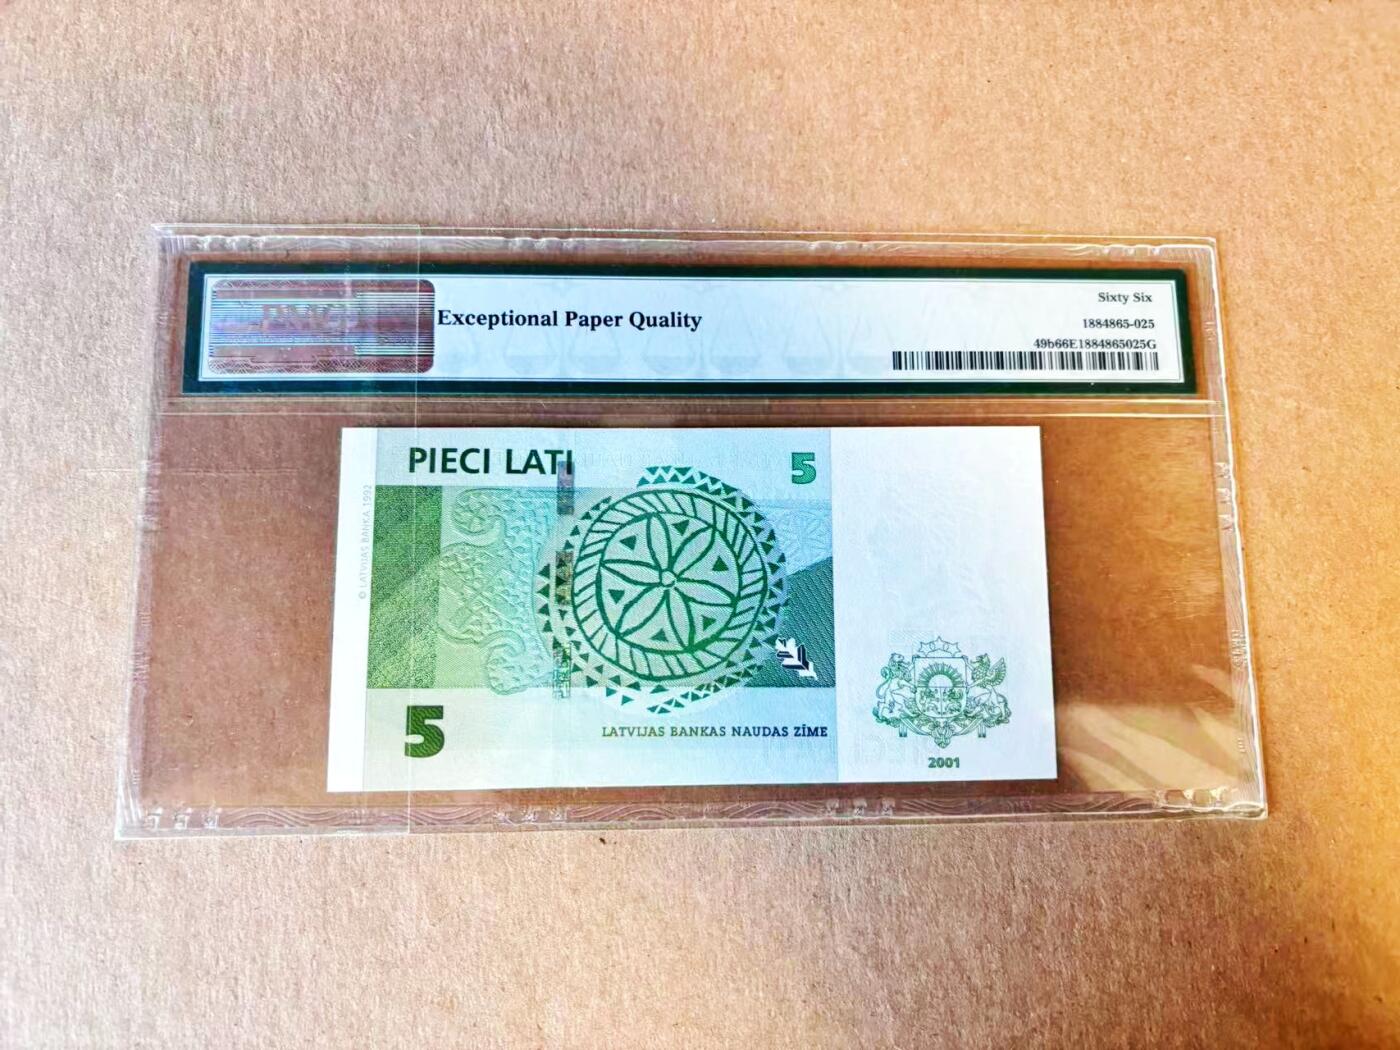 PMG
Exceptional Paper Quality
Sixty Six
1884865-025
49b66E1884865025G
PIECI LATI
5
© LATVIJAS BANKA, 1992
5
LATVIJAS BANKAS NAUDAS ZĪME
2001